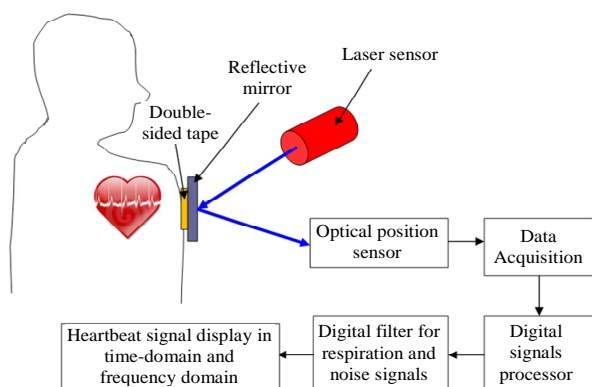 Laser sensor
Reflective
mirror
Double-
sided tape
Optical position
sensor
Data
Acquisition
Heartbeat signal display in
time-domain and
frequency domain
Digital filter for
respiration and
noise signals
Digital
signals
processor